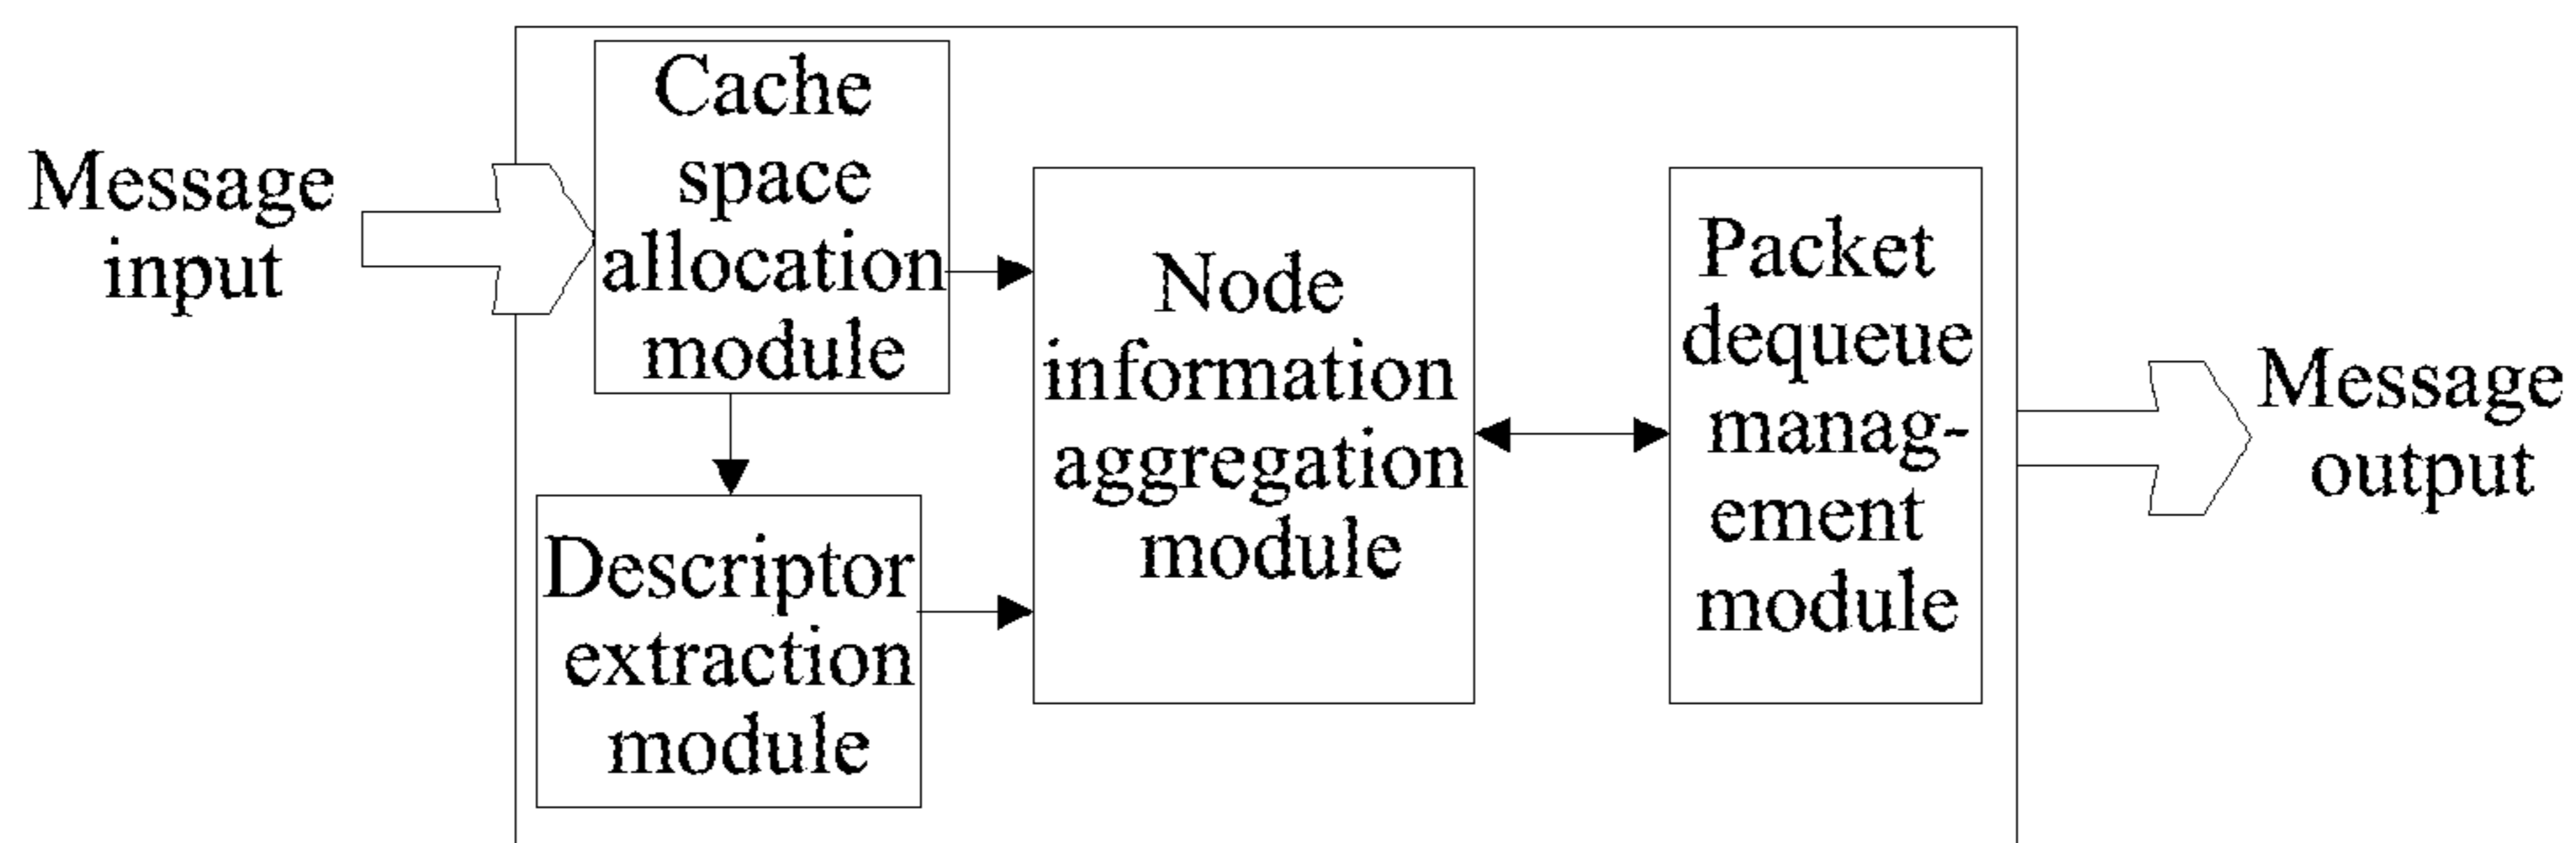 Message
input
Cache
space
allocation
module
Descriptor
extraction
module
Node
information
aggregation
module
Packet
dequeue
manag-
ement
module
Message
output